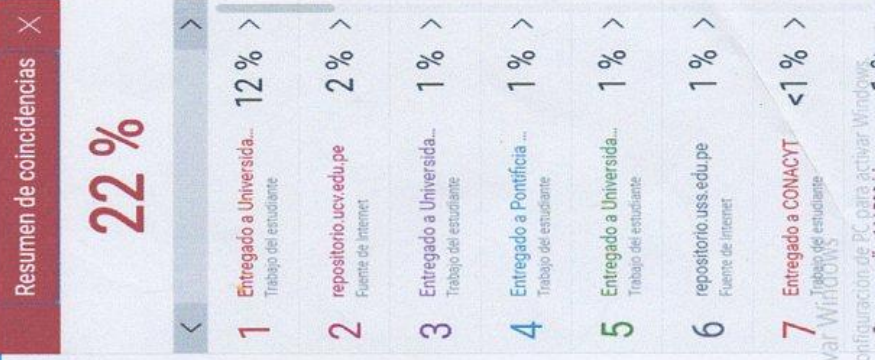 Resumen de coincidencias X
22 %
< >
1 Entregado a Universida... 12 % >
Trabajo del estudiante
2 repositorio.ucv.edu.pe 2 % >
Fuente de Internet
3 Entregado a Universida... 1 % >
Trabajo del estudiante
4 Entregado a Pontificia ... 1 % >
Trabajo del estudiante
5 Entregado a Universida... 1 % >
Trabajo del estudiante
6 repositorio.uss.edu.pe 1 % >
Fuente de Internet
7 Entregado a CONACYT <1 % >
Trabajo del estudiante
ar Windows
onfiguración de PC para activar Windows.